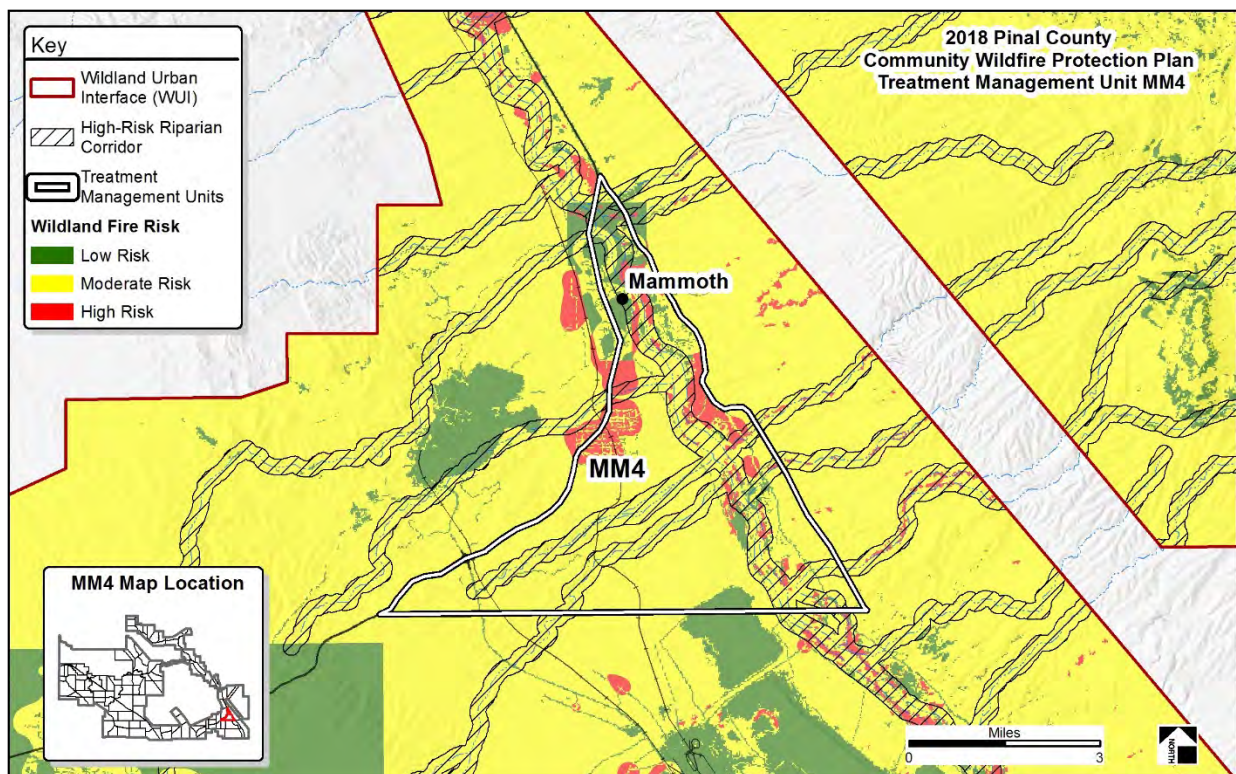 Key
Wildland Urban
Interface (WUI)
High-Risk Riparian
Corridor
Treatment
Management Units
Wildland Fire Risk
Low Risk
Moderate Risk
High Risk
2018 Pinal County
Community Wildfire Protection Plan
Treatment Management Unit MM4
Mammoth
MM4
MM4 Map Location
Miles
3
NORTH